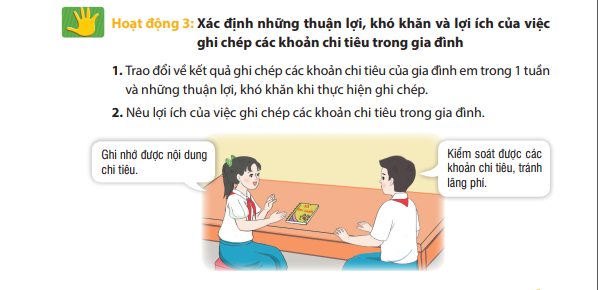 Hoạt động 3: Xác định những thuận lợi, khó khăn và lợi ích của việc
ghi chép các khoản chi tiêu trong gia đình
1. Trao đổi về kết quả ghi chép các khoản chi tiêu của gia đình em trong 1 tuần
và những thuận lợi, khó khăn khi thực hiện ghi chép.
2. Nêu lợi ích của việc ghi chép các khoản chi tiêu trong gia đình.
Ghi nhớ được nội dung
chi tiêu.
Kiểm soát được các
khoản chi tiêu, tránh
lãng phí.